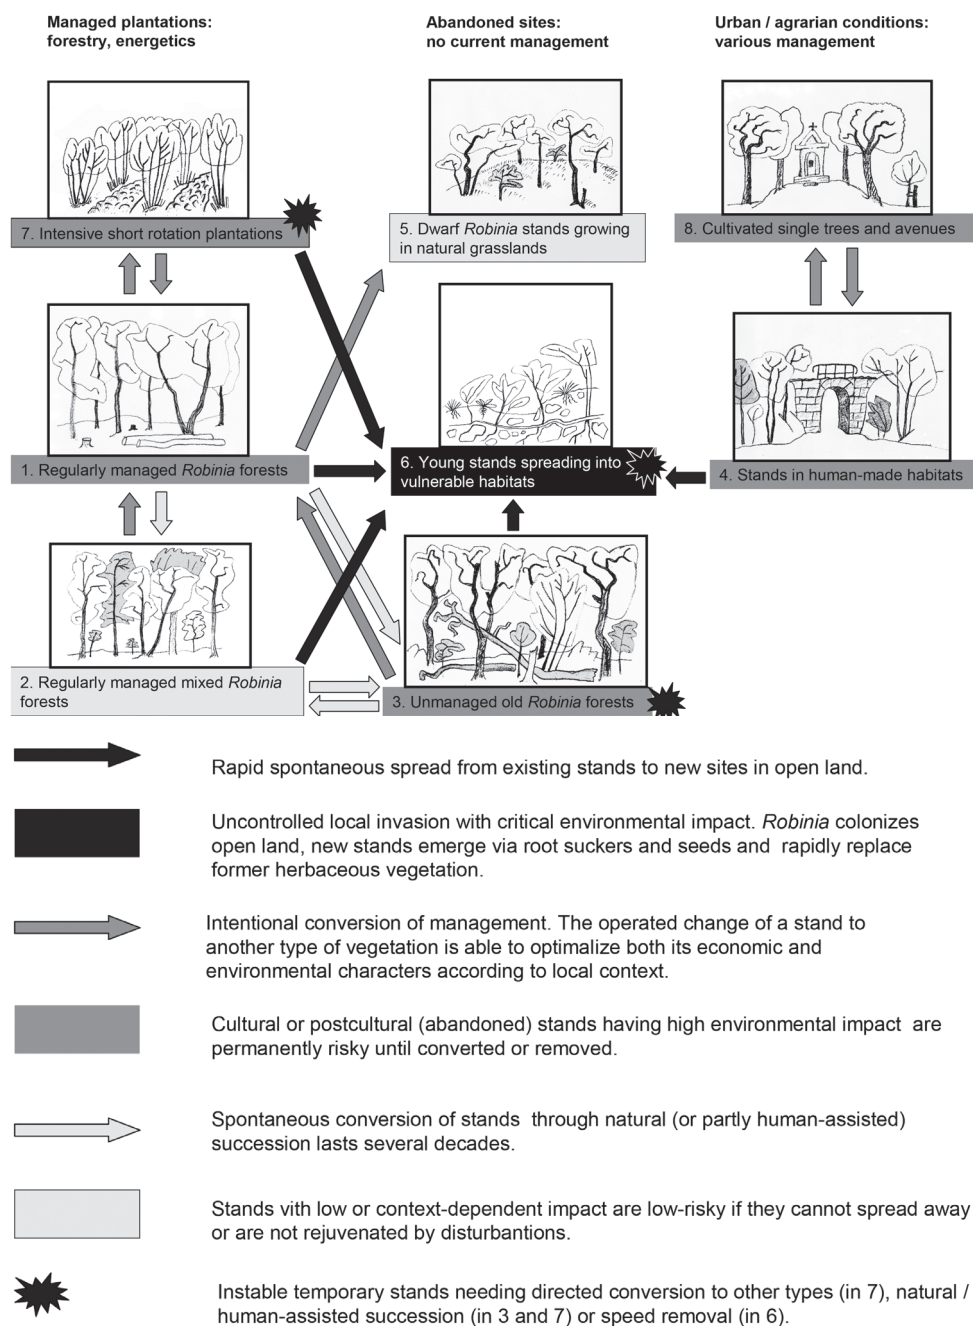 Managed plantations:
forestry, energetics
Abandoned sites:
no current management
Urban / agrarian conditions:
various management
7. Intensive short rotation plantations
5. Dwarf Robinia stands growing
in natural grasslands
8. Cultivated single trees and avenues
1. Regularly managed Robinia forests
6. Young stands spreading into
vulnerable habitats
4. Stands in human-made habitats
2. Regularly managed mixed Robinia
forests
3. Unmanaged old Robinia forests
Rapid spontaneous spread from existing stands to new sites in open land.
Uncontrolled local invasion with critical environmental impact. Robinia colonizes
open land, new stands emerge via root suckers and seeds and rapidly replace
former herbaceous vegetation.
Intentional conversion of management. The operated change of a stand to
another type of vegetation is able to optimalize both its economic and
environmental characters according to local context.
Cultural or postcultural (abandoned) stands having high environmental impact are
permanently risky until converted or removed.
Spontaneous conversion of stands through natural (or partly human-assisted)
succession lasts several decades.
Stands vith low or context-dependent impact are low-risky if they cannot spread away
or are not rejuvenated by disturbantions.
Instable temporary stands needing directed conversion to other types (in 7), natural /
human-assisted succession (in 3 and 7) or speed removal (in 6).